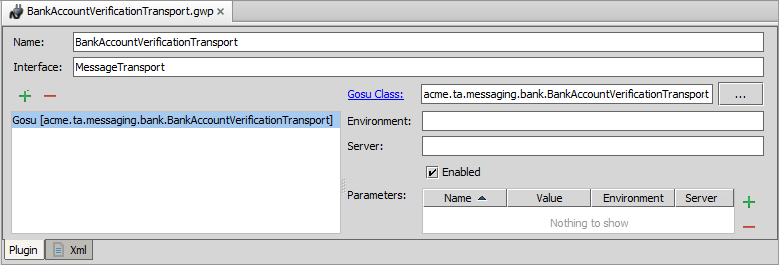 BankAccountVerificationTransport.gwp
Name: BankAccountVerificationTransport
Interface: MessageTransport
Gosu Class: acme.ta.messaging.bank.BankAccountVerificationTransport ...
Gosu [acme.ta.messaging.bank.BankAccountVerificationTransport]
Environment:
Server:
Enabled
Parameters: Name Value Environment Server
Nothing to show
Plugin Xml